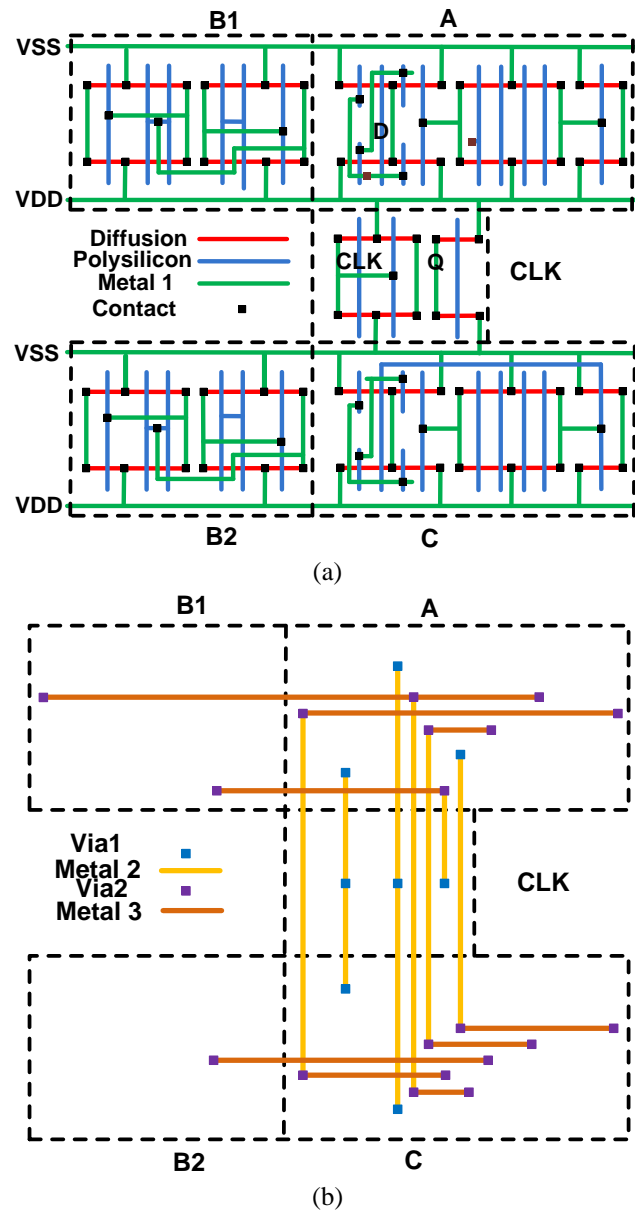 B1 A
VSS
D
VDD
Diffusion
Polysilicon
Metal 1
Contact
CLK Q CLK
VSS
VDD
B2 C
(a)
B1 A
Via1
Metal 2
Via2
Metal 3
CLK
B2 C
(b)